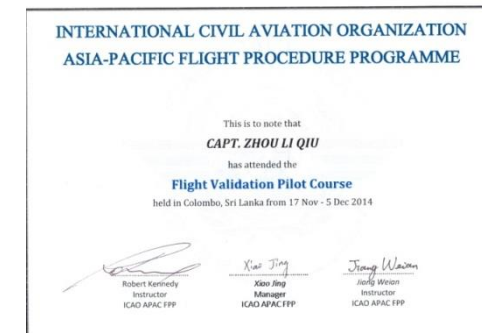 INTERNATIONAL CIVIL AVIATION ORGANIZATION
ASIA-PACIFIC FLIGHT PROCEDURE PROGRAMME
This is to note that
CAPT. ZHOU LI QIU
has attended the
Flight Validation Pilot Course
held in Colombo, Sri Lanka from 17 Nov - 5 Dec 2014
Xiao Jing
Jiang Weian
Robert Kennedy
Instructor
ICAO APAC FPP
Xiao Jing
Manager
ICAO APAC FPP
Jiang Weian
Instructor
ICAO APAC FPP